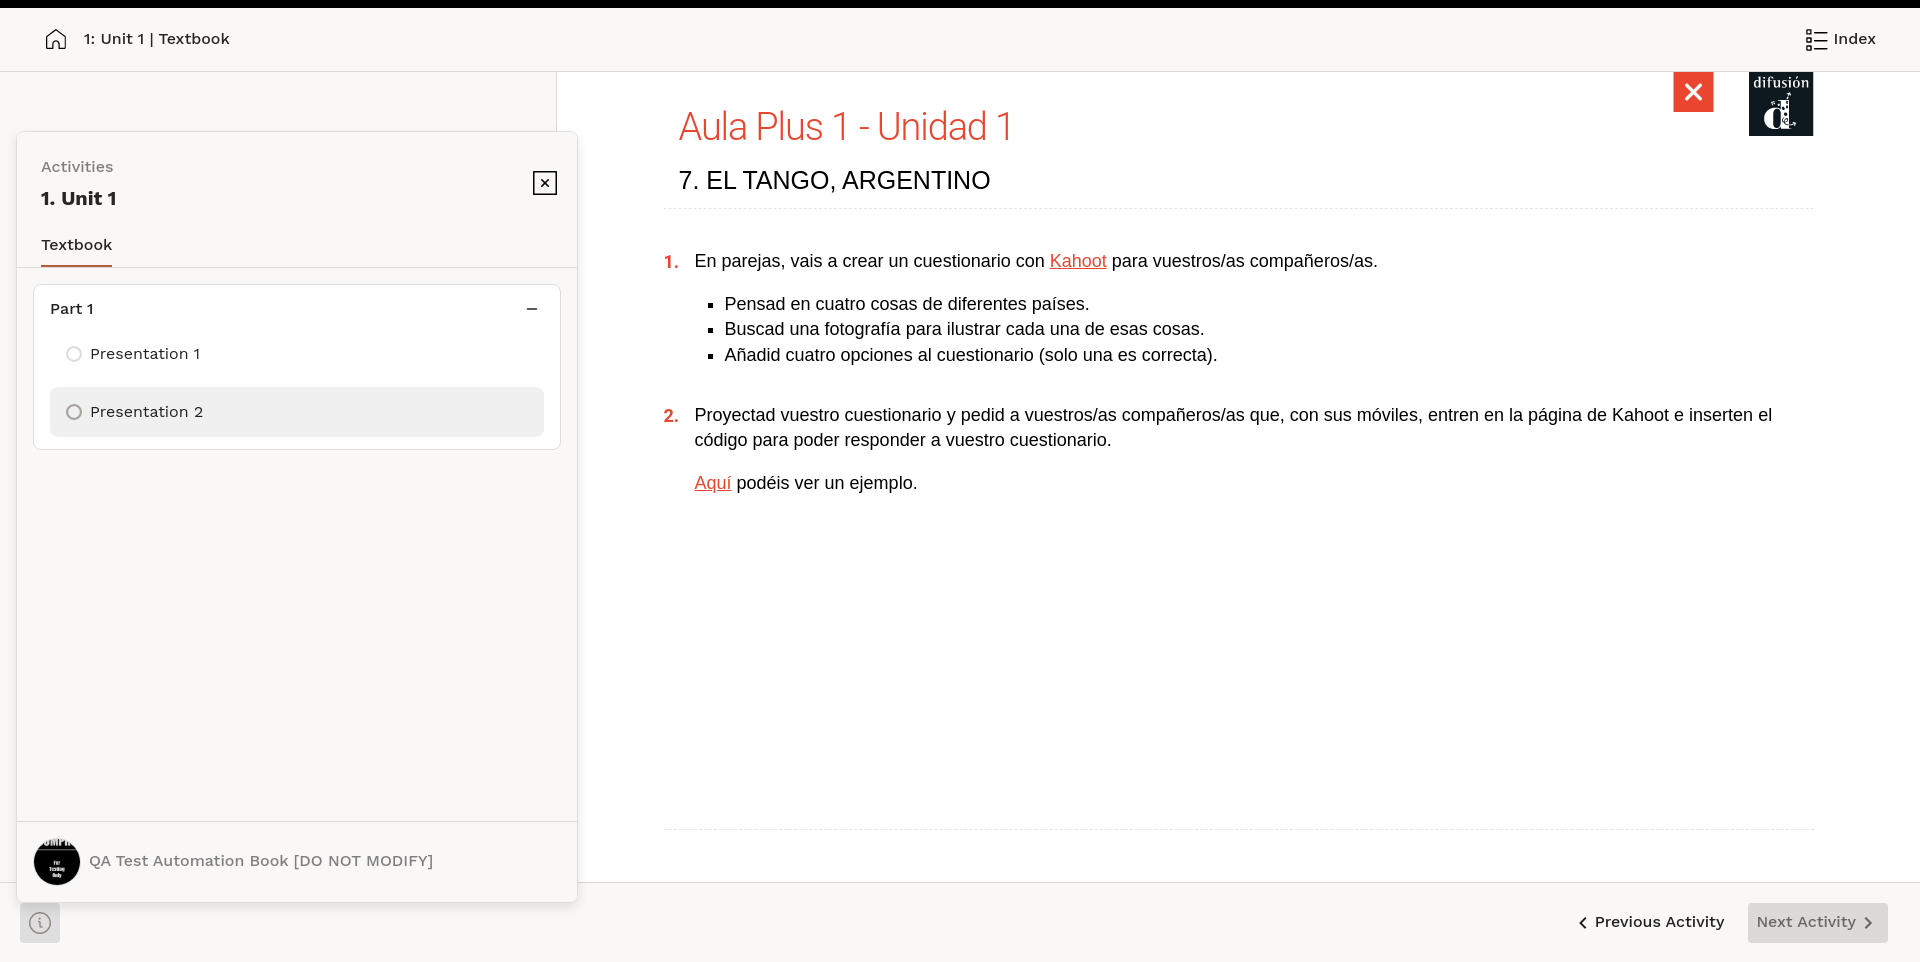 1: Unit 1 | Textbook
Index
Activities
1. Unit 1
Textbook
Part 1
Presentation 1
Presentation 2
QA Test Automation Book [DO NOT MODIFY]
For
Testing
Only
difusión
Aula Plus 1 - Unidad 1
7. EL TANGO, ARGENTINO
1. En parejas, vais a crear un cuestionario con Kahoot para vuestros/as compañeros/as.
▪ Pensad en cuatro cosas de diferentes países.
▪ Buscad una fotografía para ilustrar cada una de esas cosas.
▪ Añadid cuatro opciones al cuestionario (solo una es correcta).
2. Proyectad vuestro cuestionario y pedid a vuestros/as compañeros/as que, con sus móviles, entren en la página de Kahoot e inserten el
código para poder responder a vuestro cuestionario.
Aquí podéis ver un ejemplo.
Previous Activity
Next Activity